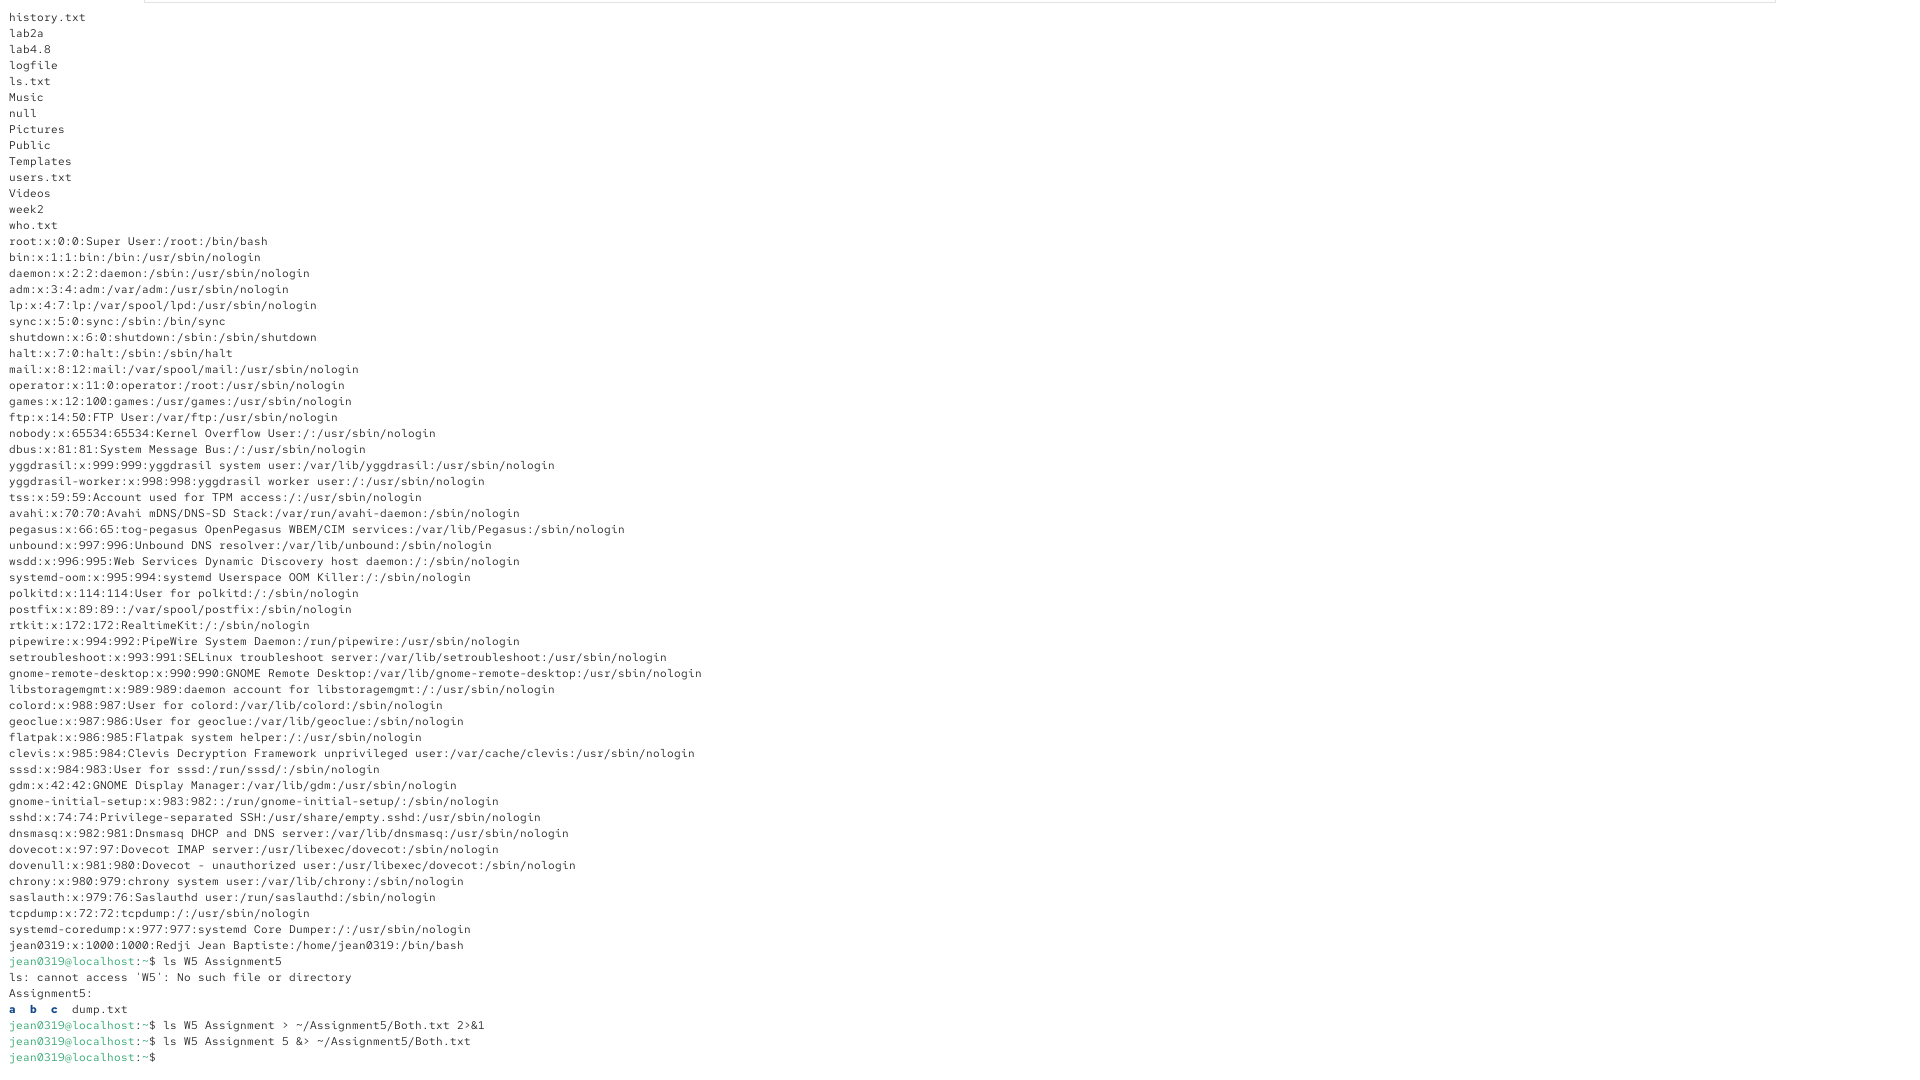 history.txt
lab2a
lab4.8
logfile
ls.txt
Music
null
Pictures
Public
Templates
users.txt
Videos
week2
who.txt
root:x:0:0:Super User:/root:/bin/bash
bin:x:1:1:bin:/bin:/usr/sbin/nologin
daemon:x:2:2:daemon:/sbin:/usr/sbin/nologin
adm:x:3:4:adm:/var/adm:/usr/sbin/nologin
lp:x:4:7:lp:/var/spool/lpd:/usr/sbin/nologin
sync:x:5:0:sync:/sbin:/bin/sync
shutdown:x:6:0:shutdown:/sbin:/sbin/shutdown
halt:x:7:0:halt:/sbin:/sbin/halt
mail:x:8:12:mail:/var/spool/mail:/usr/sbin/nologin
operator:x:11:0:operator:/root:/usr/sbin/nologin
games:x:12:100:games:/usr/games:/usr/sbin/nologin
ftp:x:14:50:FTP User:/var/ftp:/usr/sbin/nologin
nobody:x:65534:65534:Kernel Overflow User:/:/usr/sbin/nologin
dbus:x:81:81:System Message Bus:/:/usr/sbin/nologin
yggdrasil:x:999:999:yggdrasil system user:/var/lib/yggdrasil:/usr/sbin/nologin
yggdrasil-worker:x:998:998:yggdrasil worker user:/:/usr/sbin/nologin
tss:x:59:59:Account used for TPM access:/:/usr/sbin/nologin
avahi:x:70:70:Avahi mDNS/DNS-SD Stack:/var/run/avahi-daemon:/sbin/nologin
pegasus:x:66:65:tog-pegasus OpenPegasus WBEM/CIM services:/var/lib/Pegasus:/sbin/nologin
unbound:x:997:996:Unbound DNS resolver:/var/lib/unbound:/sbin/nologin
wsdd:x:996:995:Web Services Dynamic Discovery host daemon:/:/sbin/nologin
systemd-oom:x:995:994:systemd Userspace OOM Killer:/:/sbin/nologin
polkitd:x:114:114:User for polkitd:/:/sbin/nologin
postfix:x:89:89::/var/spool/postfix:/sbin/nologin
rtkit:x:172:172:RealtimeKit:/:/sbin/nologin
pipewire:x:994:992:PipeWire System Daemon:/run/pipewire:/usr/sbin/nologin
setroubleshoot:x:993:991:SELinux troubleshoot server:/var/lib/setroubleshoot:/usr/sbin/nologin
gnome-remote-desktop:x:990:990:GNOME Remote Desktop:/var/lib/gnome-remote-desktop:/usr/sbin/nologin
libstoragemgmt:x:989:989:daemon account for libstoragemgmt:/:/usr/sbin/nologin
colord:x:988:987:User for colord:/var/lib/colord:/sbin/nologin
geoclue:x:987:986:User for geoclue:/var/lib/geoclue:/sbin/nologin
flatpak:x:986:985:Flatpak system helper:/:/usr/sbin/nologin
clevis:x:985:984:Clevis Decryption Framework unprivileged user:/var/cache/clevis:/usr/sbin/nologin
sssd:x:984:983:User for sssd:/run/sssd/:/sbin/nologin
gdm:x:42:42:GNOME Display Manager:/var/lib/gdm:/usr/sbin/nologin
gnome-initial-setup:x:983:982::/run/gnome-initial-setup/:/sbin/nologin
sshd:x:74:74:Privilege-separated SSH:/usr/share/empty.sshd:/usr/sbin/nologin
dnsmasq:x:982:981:Dnsmasq DHCP and DNS server:/var/lib/dnsmasq:/usr/sbin/nologin
dovecot:x:97:97:Dovecot IMAP server:/usr/libexec/dovecot:/sbin/nologin
dovenull:x:981:980:Dovecot - unauthorized user:/usr/libexec/dovecot:/sbin/nologin
chrony:x:980:979:chrony system user:/var/lib/chrony:/sbin/nologin
saslauth:x:979:76:Saslauthd user:/run/saslauthd:/sbin/nologin
tcpdump:x:72:72:tcpdump:/:/usr/sbin/nologin
systemd-coredump:x:977:977:systemd Core Dumper:/:/usr/sbin/nologin
jean0319:x:1000:1000:Redji Jean Baptiste:/home/jean0319:/bin/bash
jean0319@localhost:~$ ls W5 Assignment5
ls: cannot access 'W5': No such file or directory
Assignment5:
a  b  c  dump.txt
jean0319@localhost:~$ ls W5 Assignment > ~/Assignment5/Both.txt 2>&1
jean0319@localhost:~$ ls W5 Assignment 5 &> ~/Assignment5/Both.txt
jean0319@localhost:~$